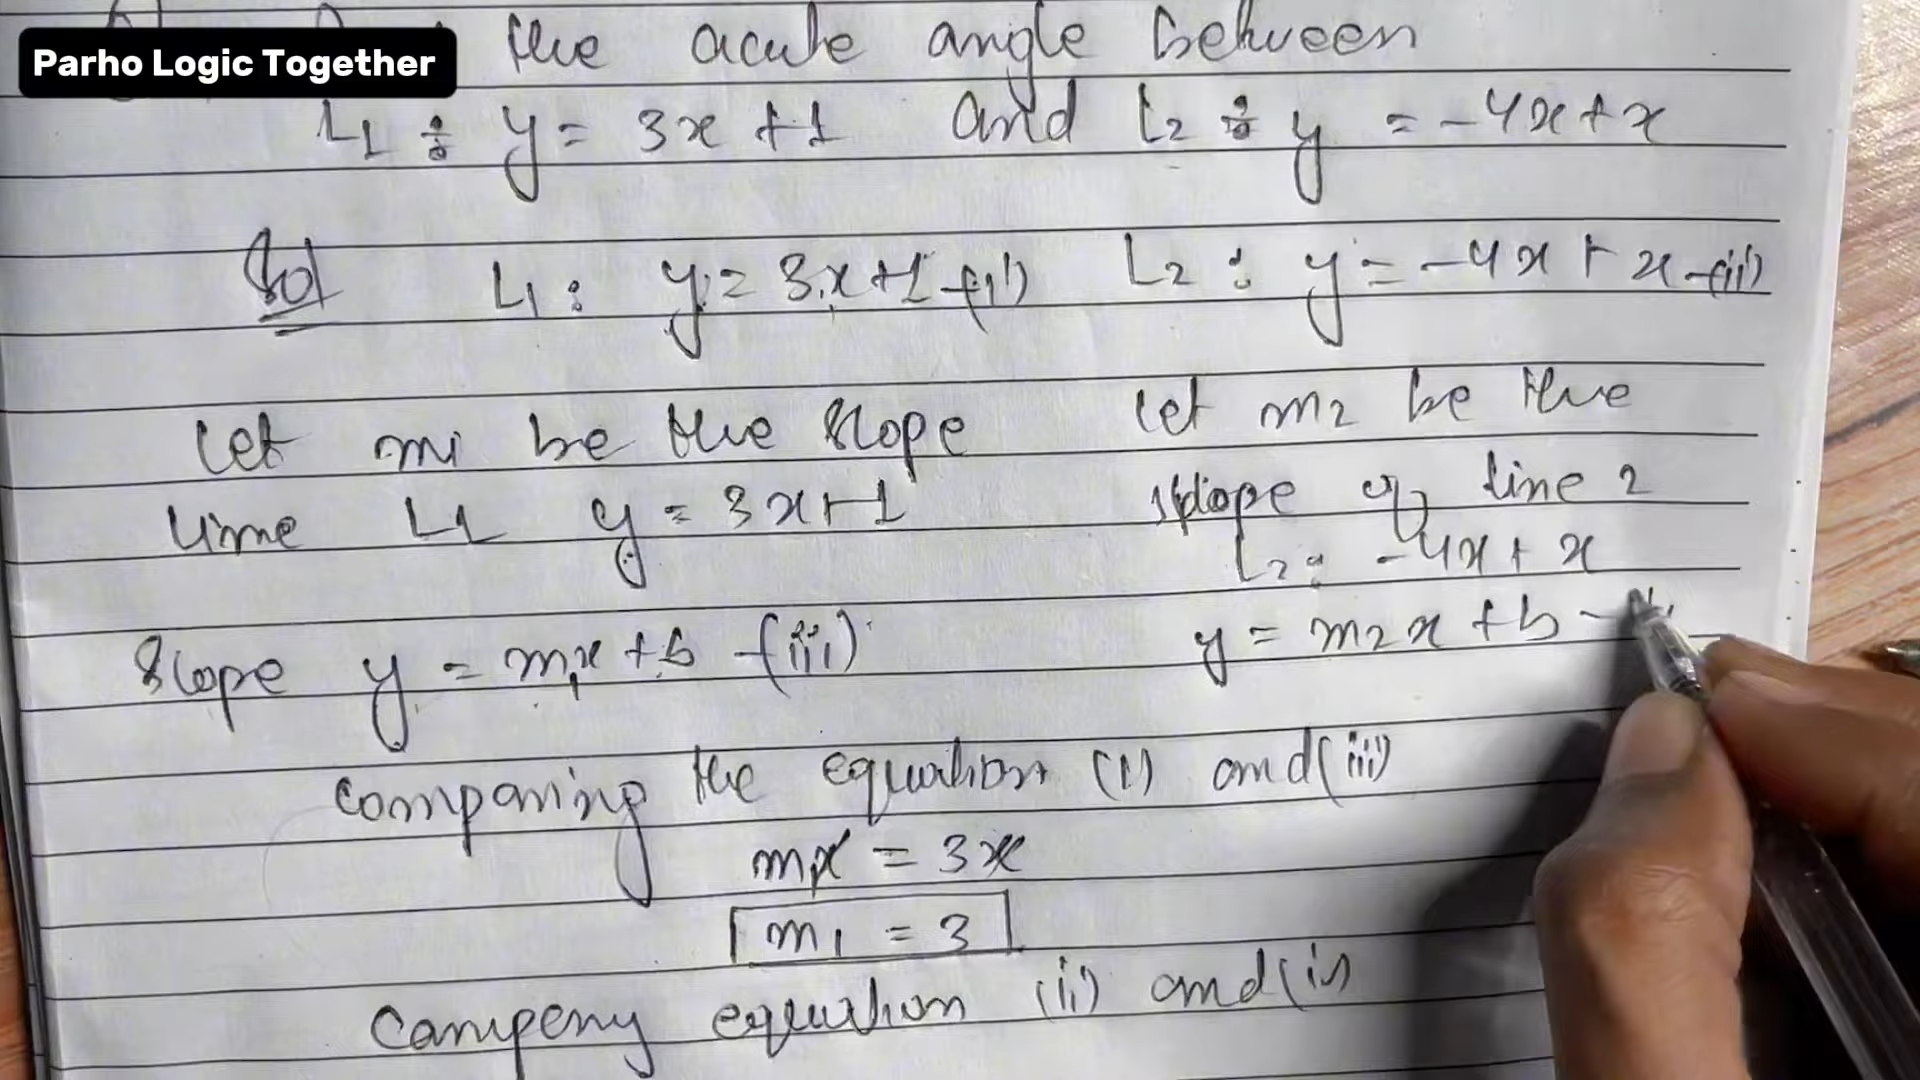 Parho Logic Together
the acute angle between
L1 : y = 3x +1 and L2 : y = -4x+x
Sol L1 : y = 3x+1 -(i) L2 : y = -4x + x -(ii)
let m1 be the slope
line L1 y = 3x+1
let m2 be the
slope of line 2
L2 : -4x + x
slope y = m1x + b -(iii)
y = m2x + b -
comparing the equation (i) and (iii)
m1x = 3x
m1 = 3
Campeny equation (ii) and (iv)